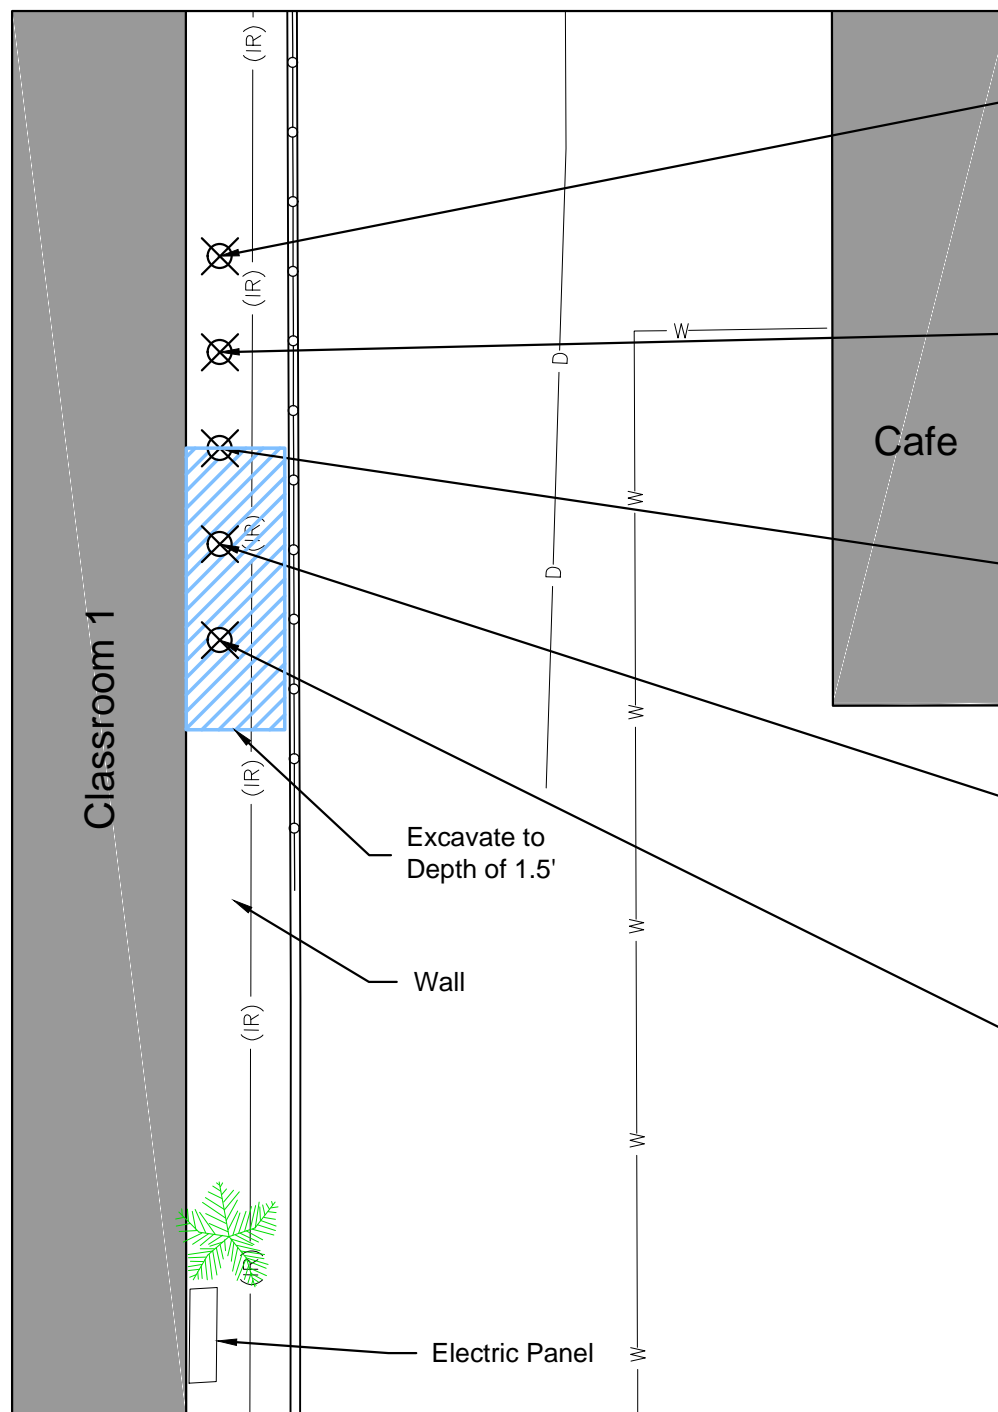 (IR)
(IR)
W
D
Cafe
W
(IR)
D
Classroom 1
W
(IR)
Excavate to
Depth of 1.5'
W
Wall
(IR)
W
(IR)
Electric Panel
W